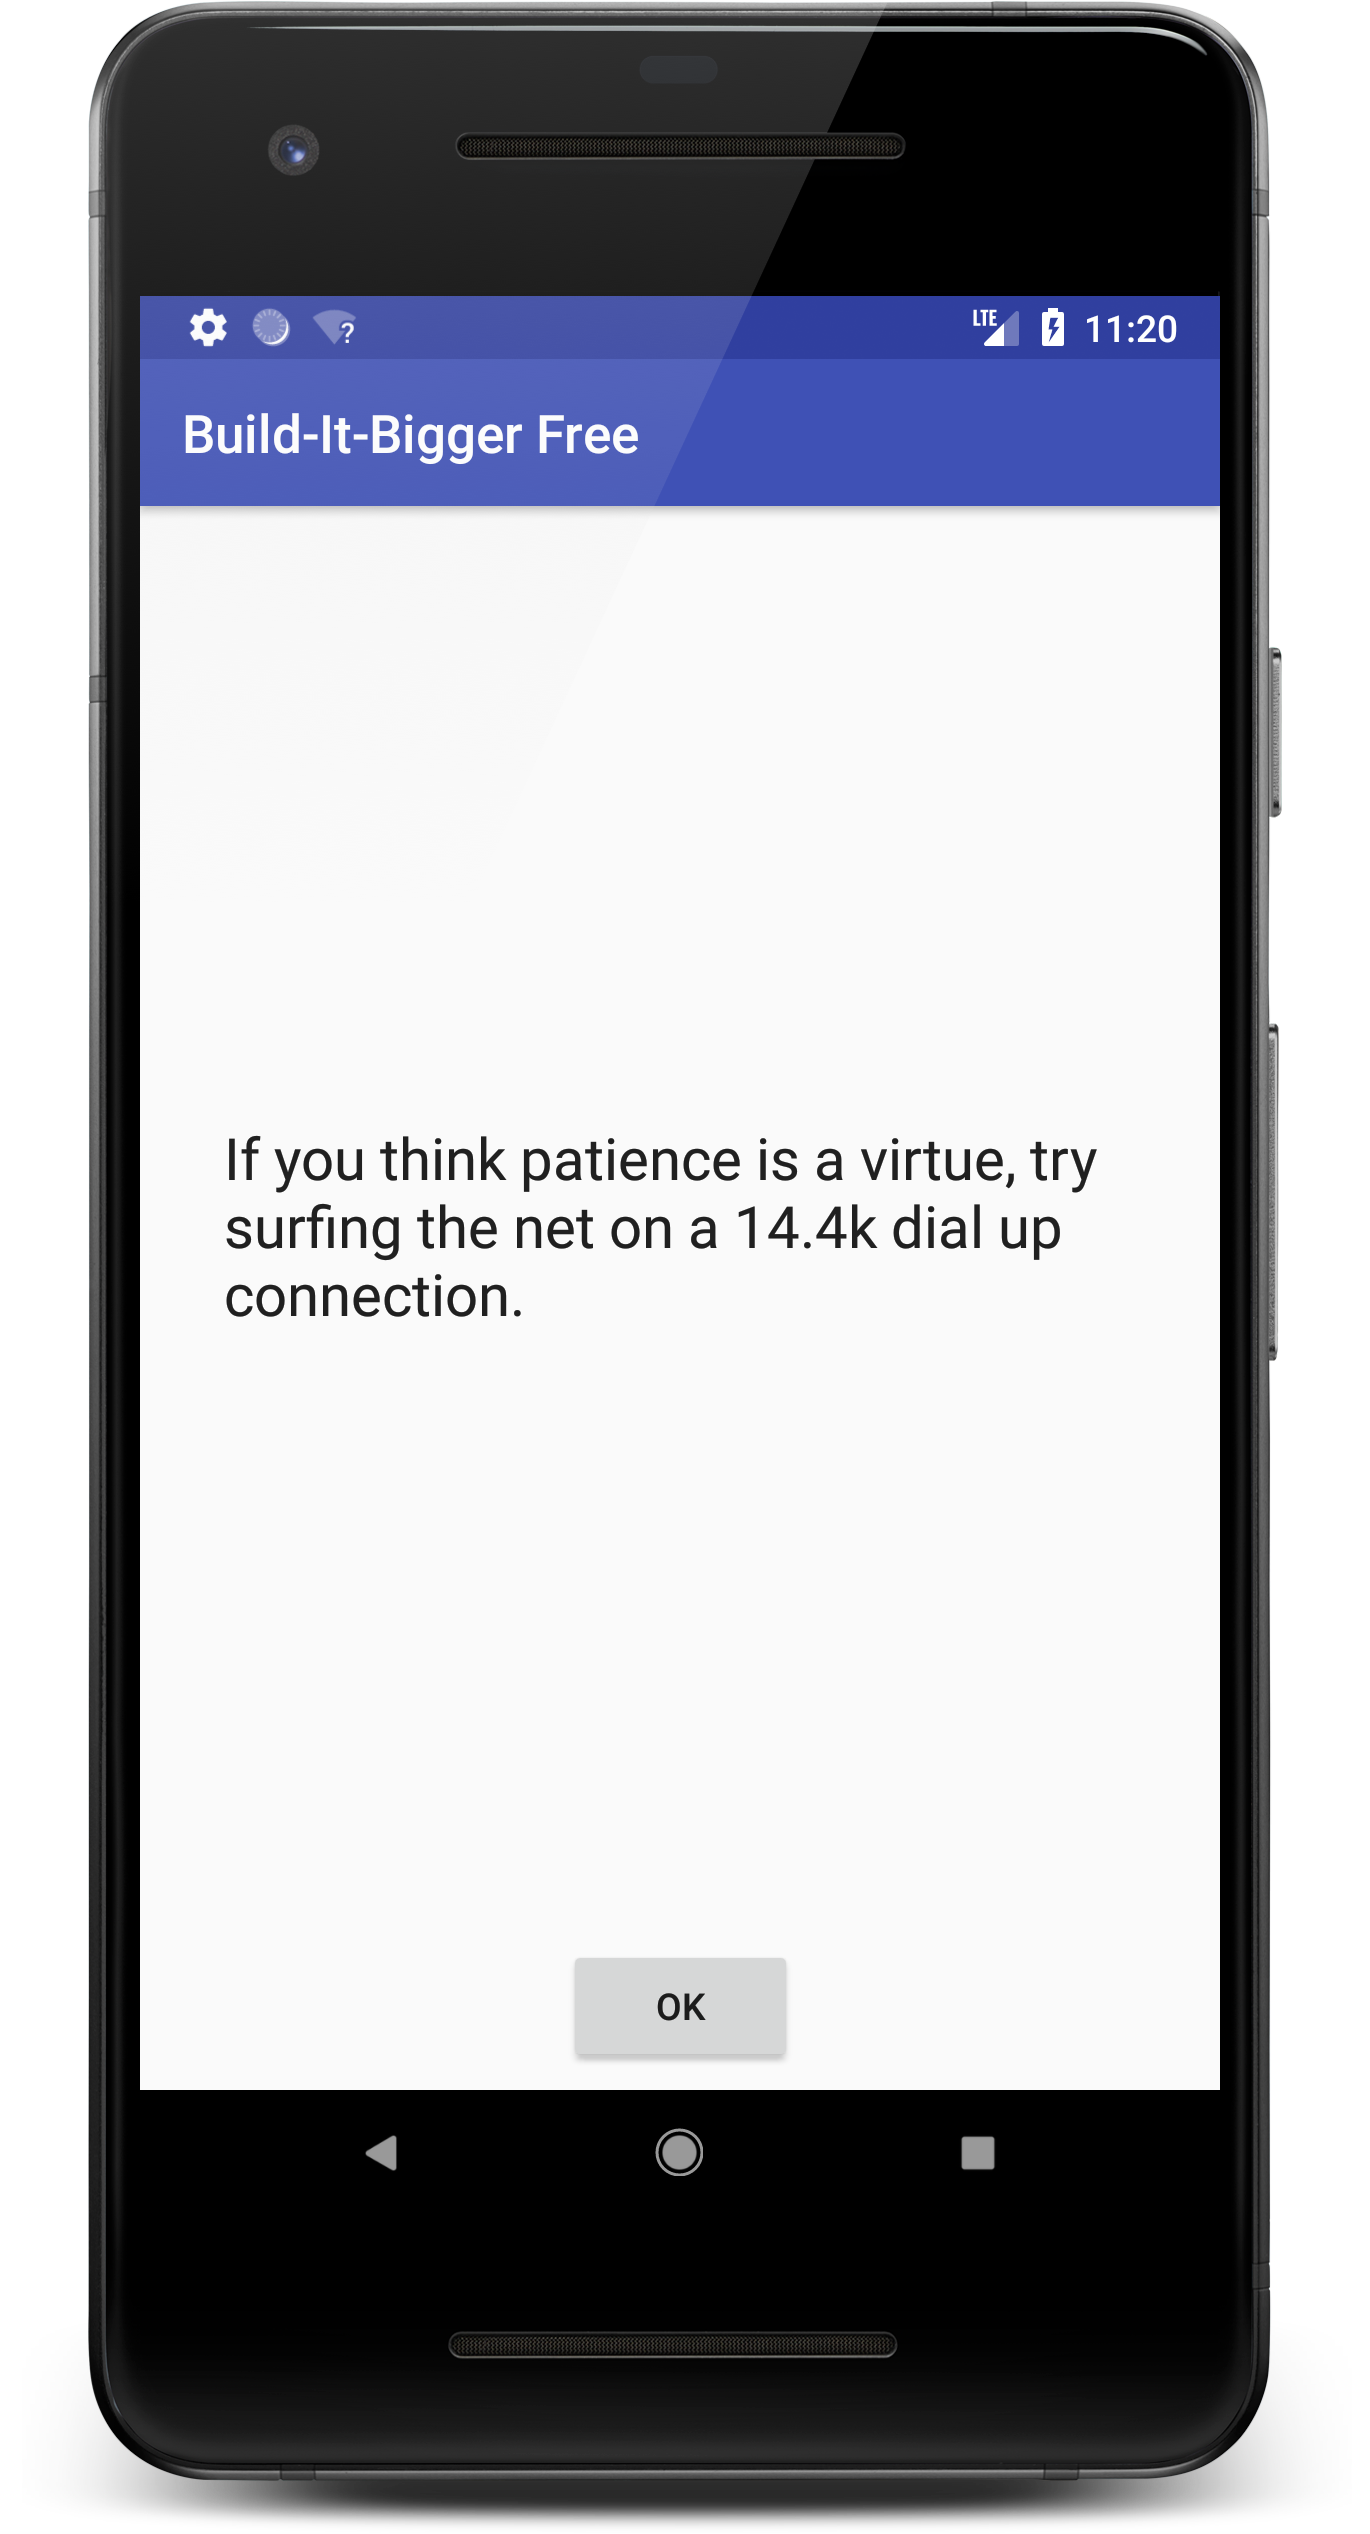 LTE 11:20
Build-It-Bigger Free
If you think patience is a virtue, try
surfing the net on a 14.4k dial up
connection.
OK